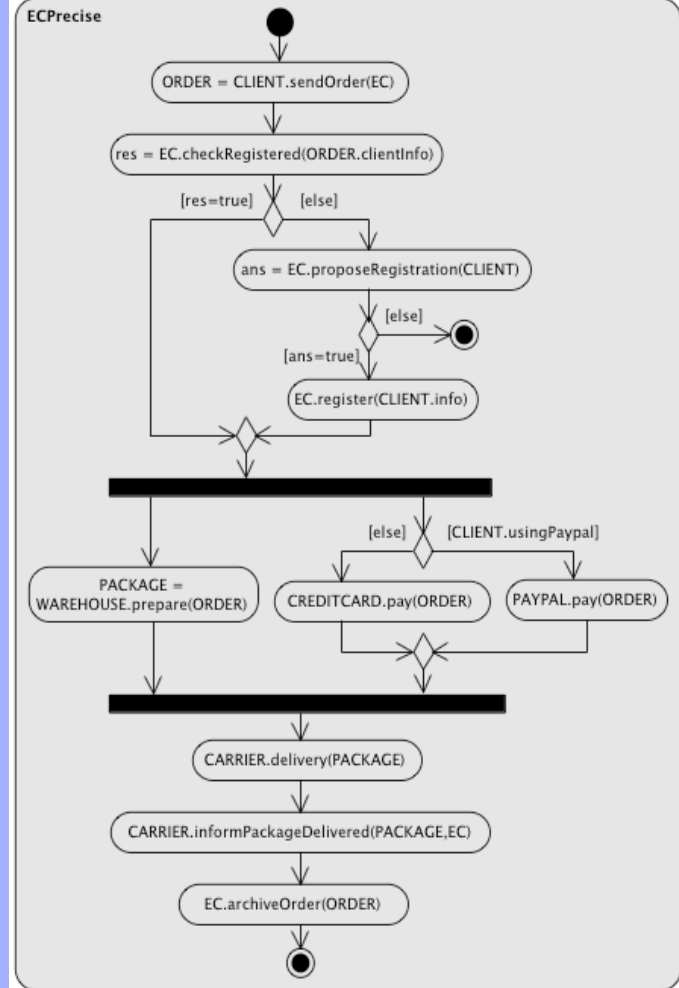 ECPrecise
ORDER = CLIENT.sendOrder(EC)
res = EC.checkRegistered(ORDER.clientInfo)
[res=true]
[else]
ans = EC.proposeRegistration(CLIENT)
[else]
[ans=true]
EC.register(CLIENT.info)
[else]
[CLIENT.usingPaypal]
PACKAGE =
WAREHOUSE.prepare(ORDER)
CREDITCARD.pay(ORDER)
PAYPAL.pay(ORDER)
CARRIER.delivery(PACKAGE)
CARRIER.informPackageDelivered(PACKAGE,EC)
EC.archiveOrder(ORDER)